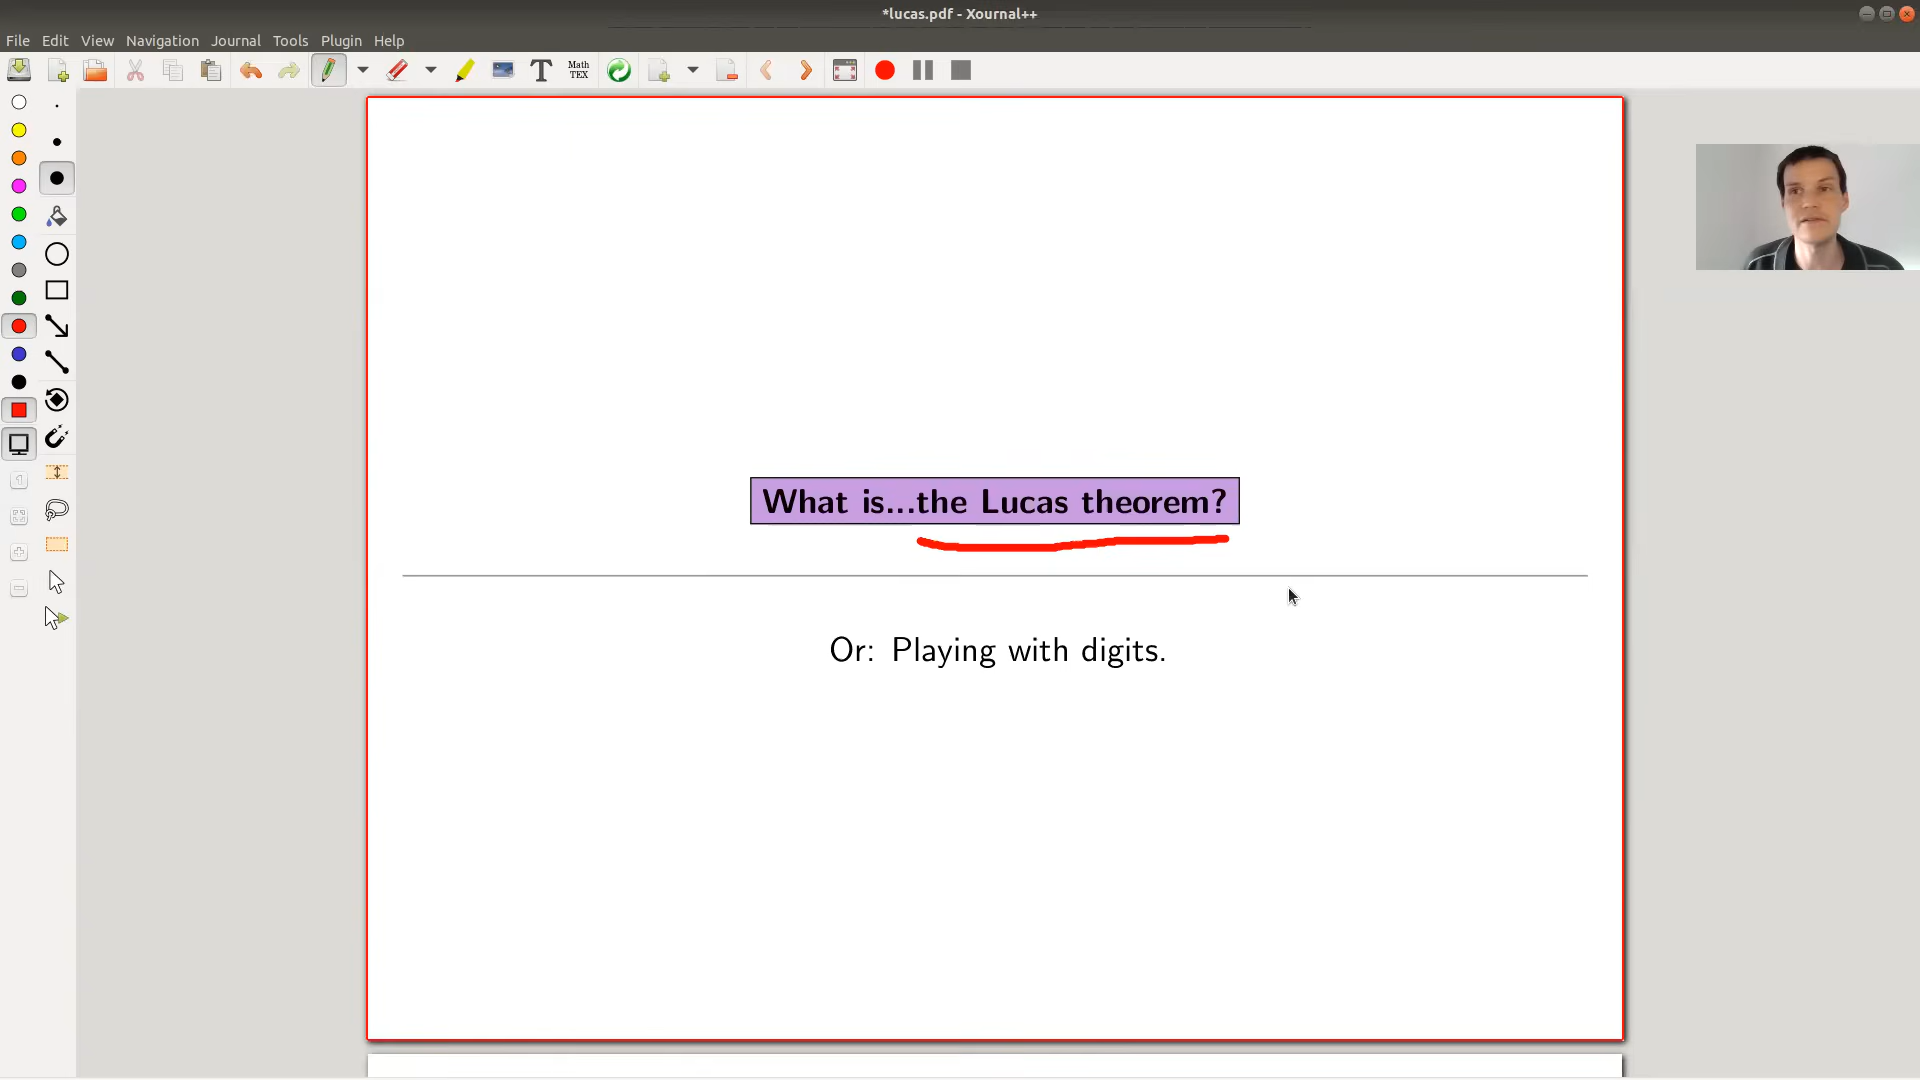 *lucas.pdf - Xournal++
File Edit View Navigation Journal Tools Plugin Help
Math
TEX
What is...the Lucas theorem?
Or: Playing with digits.